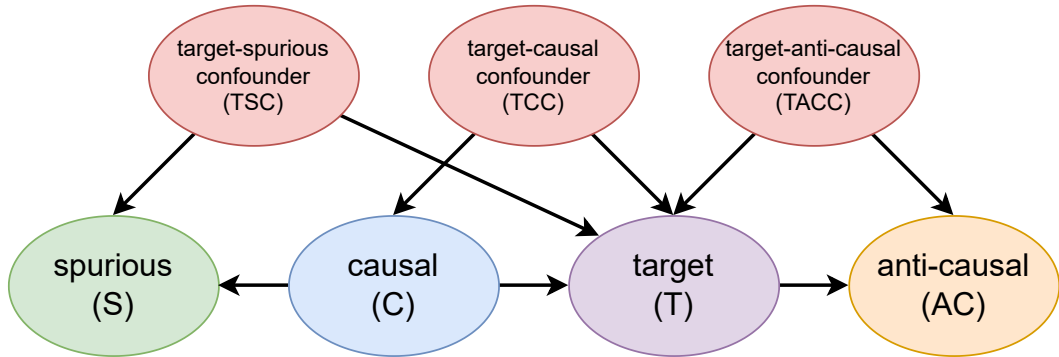 target-spurious
confounder
(TSC)
target-causal
confounder
(TCC)
target-anti-causal
confounder
(TACC)
spurious
(S)
causal
(C)
target
(T)
anti-causal
(AC)